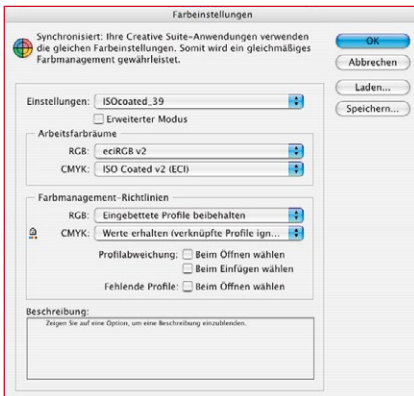 Farbeinstellungen
Synchronisiert: Ihre Creative Suite-Anwendungen verwenden
die gleichen Farbeinstellungen. Somit wird ein gleichmäßiges
Farbmanagement gewährleistet.
OK
Abbrechen
Laden...
Speichern...
Einstellungen: ISOcoated_39
Erweiterter Modus
Arbeitsfarbräume
RGB: eciRGB v2
CMYK: ISO Coated v2 (ECI)
Farbmanagement-Richtlinien
RGB: Eingebettete Profile beibehalten
CMYK: Werte erhalten (verknüpfte Profile ign...
Profilabweichung: Beim Öffnen wählen
Beim Einfügen wählen
Fehlende Profile: Beim Öffnen wählen
Beschreibung:
Zeigen Sie auf eine Option, um eine Beschreibung einzublenden.